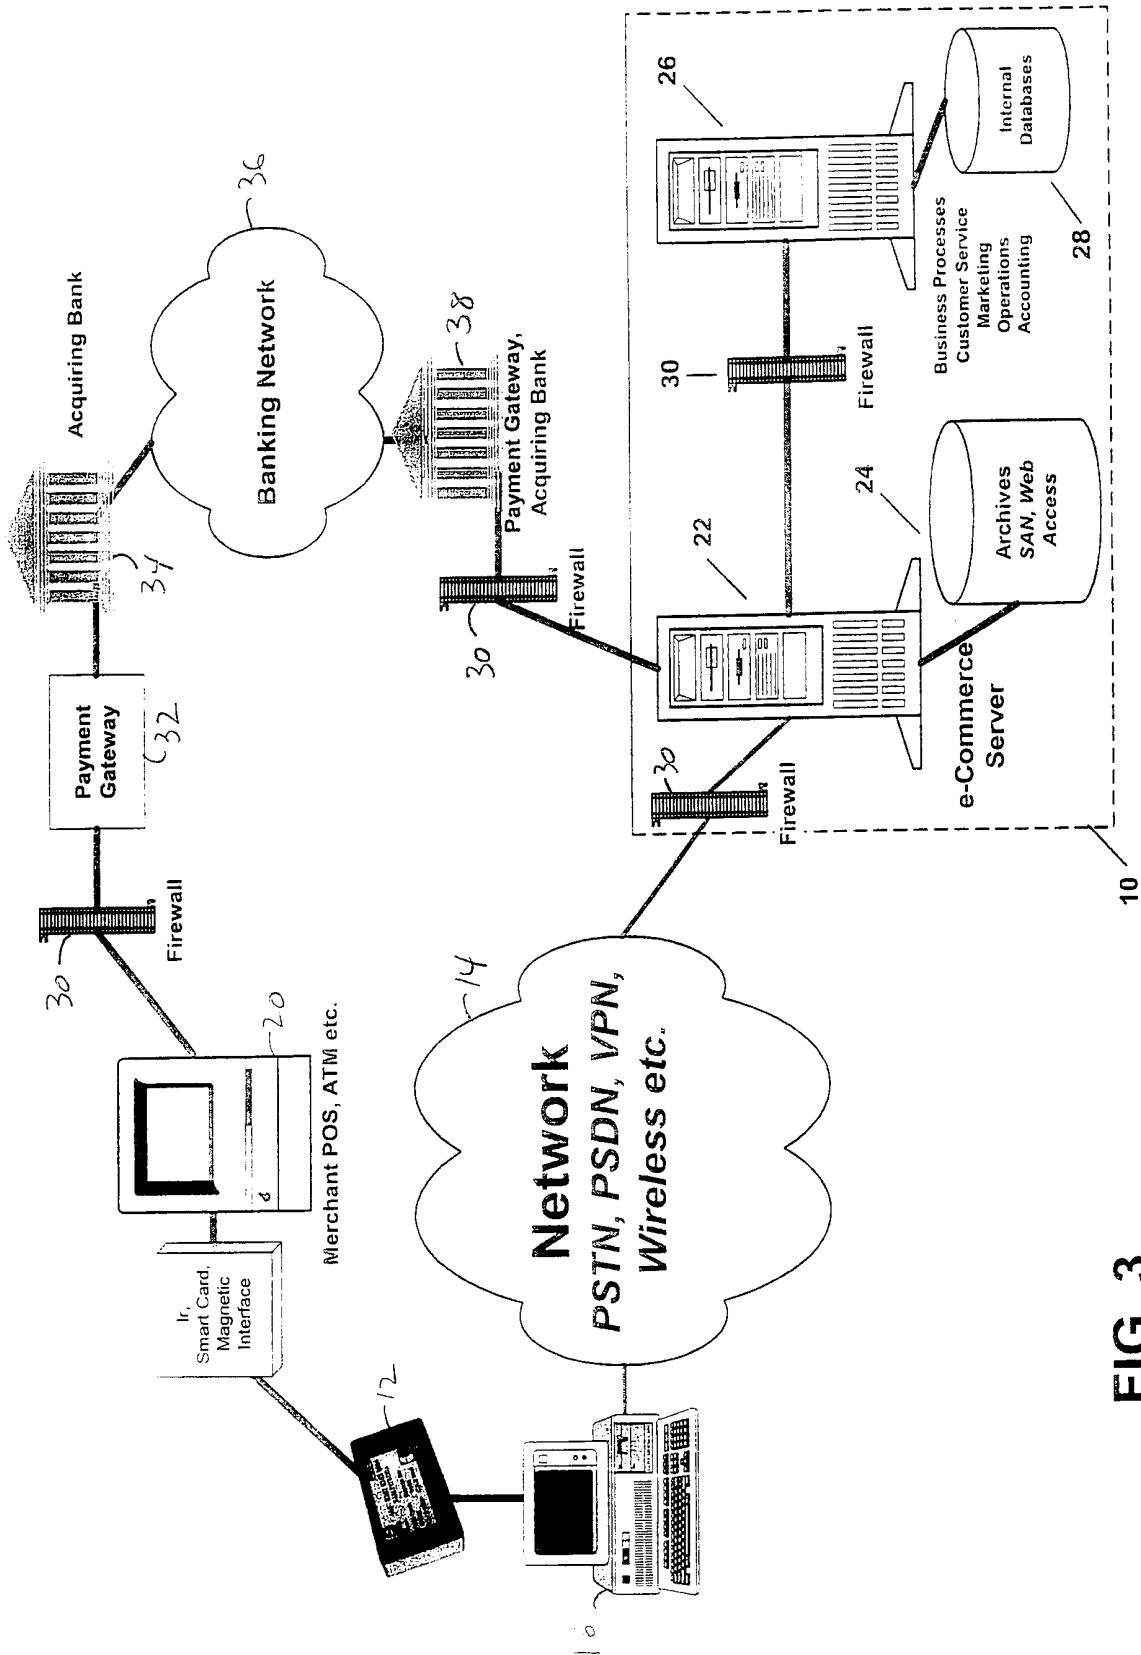 26
36
Acquiring Bank
Banking Network
38
Payment Gateway,
Acquiring Bank
34
Payment
Gateway
32
30
Firewall
30
Firewall
20
Merchant POS, ATM etc.
Ir,
Smart Card,
Magnetic
Interface
12
14
Network
PSTN, PSDN, VPN,
Wireless etc.
30
Firewall
22
e-Commerce
Server
24
Archives
SAN, Web
Access
30
Firewall
Business Processes
Customer Service
Marketing
Operations
Accounting
Internal
Databases
28
10
FIG. 3